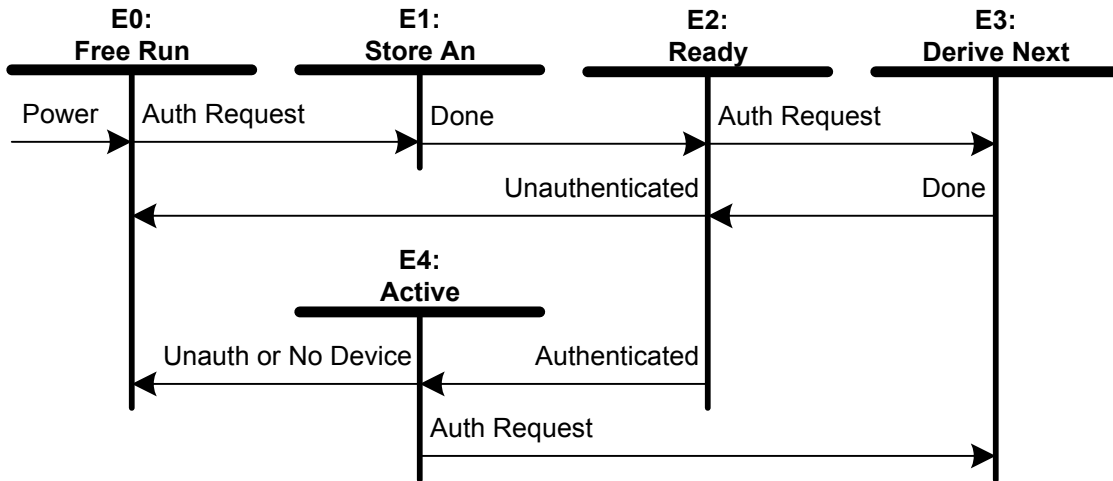 E0:
Free Run
E1:
Store An
E2:
Ready
E3:
Derive Next
Power
Auth Request
Done
Auth Request
Unauthenticated
Done
E4:
Active
Unauth or No Device
Authenticated
Auth Request